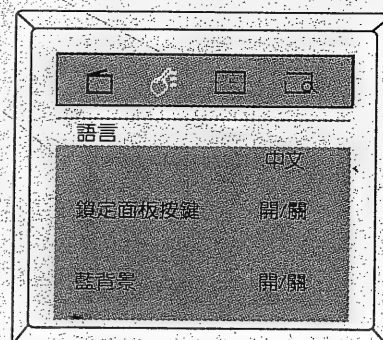 語言
中文
鎖定面板按鍵 開/關
藍背景 開/關